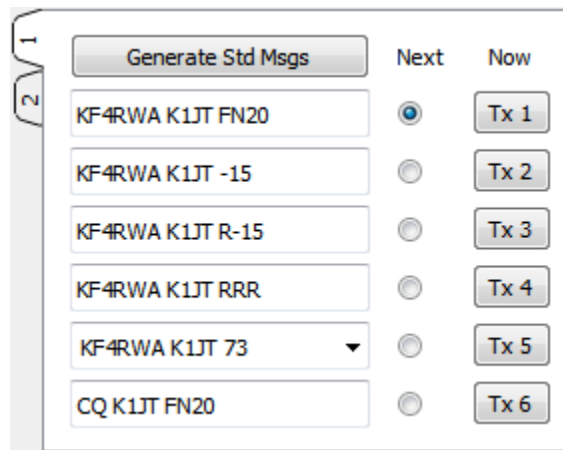 1
2
Generate Std Msgs Next Now
KF4RWA K1JT FN20 Tx 1
KF4RWA K1JT -15 Tx 2
KF4RWA K1JT R-15 Tx 3
KF4RWA K1JT RRR Tx 4
KF4RWA K1JT 73 Tx 5
CQ K1JT FN20 Tx 6